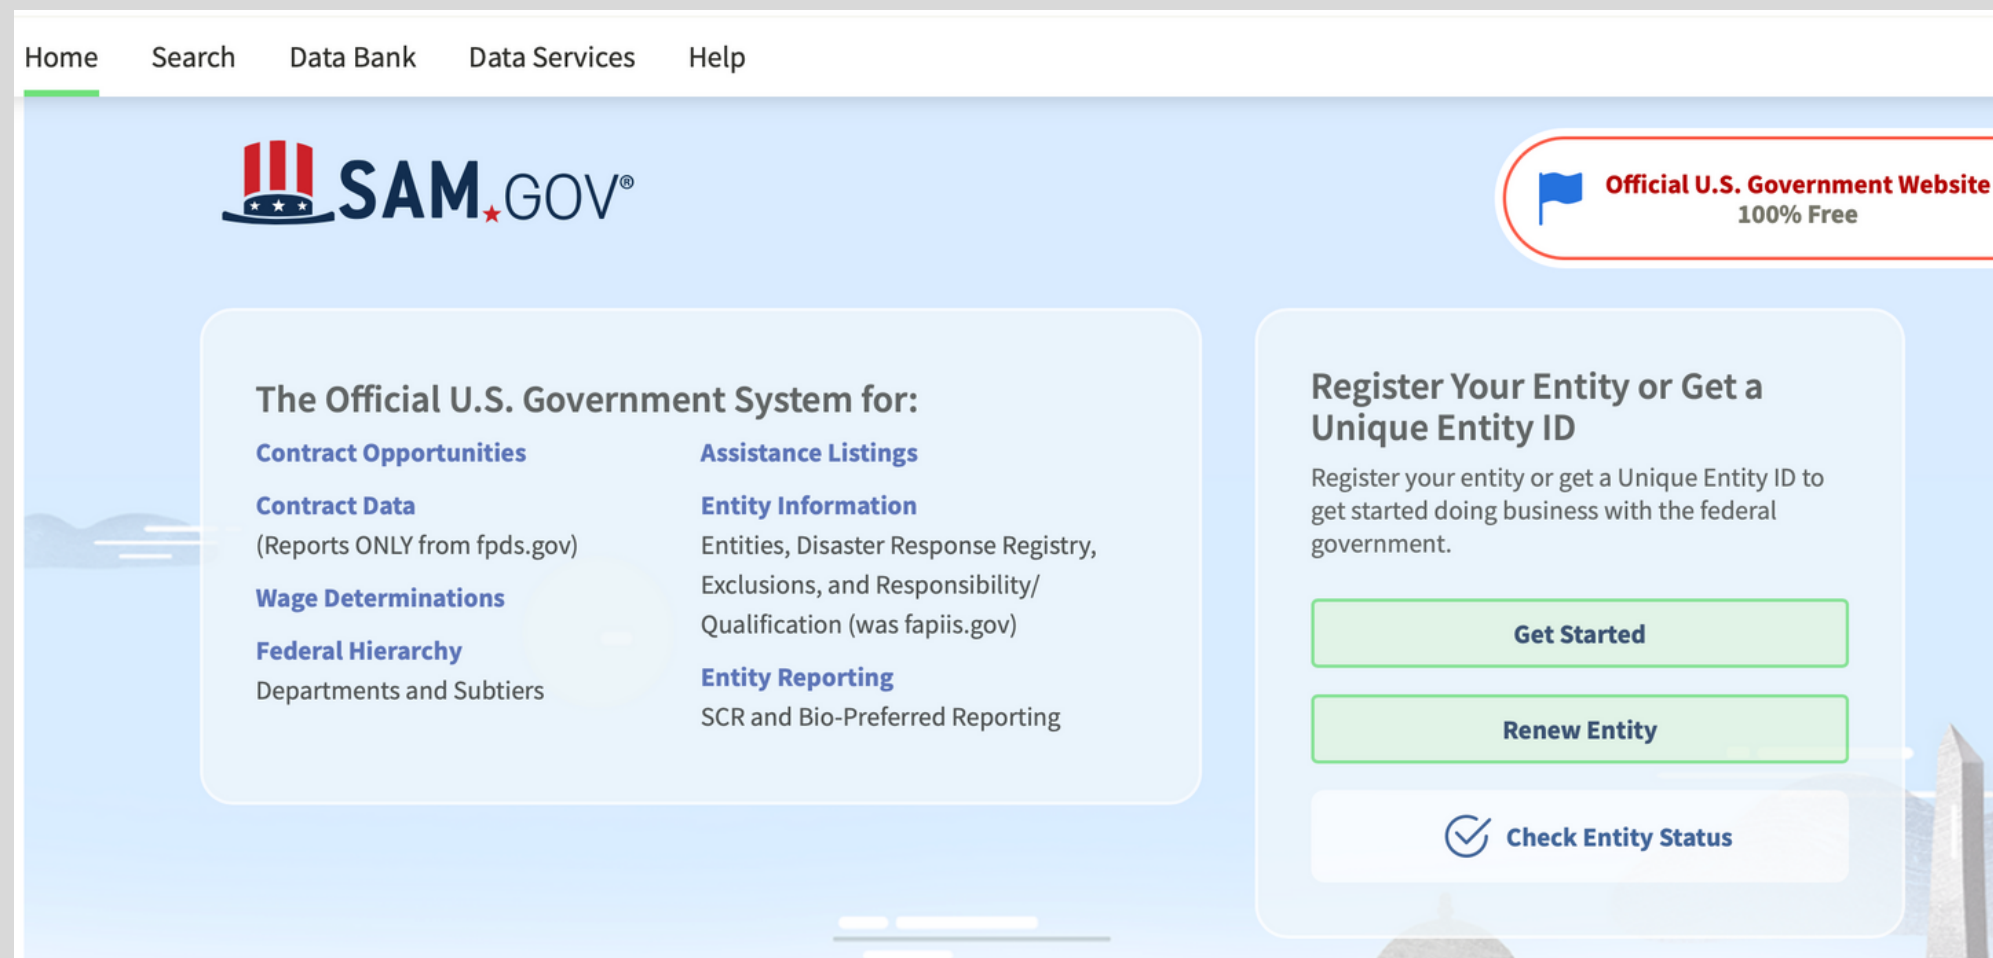 Home Search Data Bank Data Services Help
SAM.GOV®
Official U.S. Government Website
100% Free
The Official U.S. Government System for:
Contract Opportunities
Contract Data
(Reports ONLY from fpds.gov)
Wage Determinations
Federal Hierarchy
Departments and Subtiers
Assistance Listings
Entity Information
Entities, Disaster Response Registry,
Exclusions, and Responsibility/
Qualification (was fapiis.gov)
Entity Reporting
SCR and Bio-Preferred Reporting
Register Your Entity or Get a
Unique Entity ID
Register your entity or get a Unique Entity ID to
get started doing business with the federal
government.
Get Started
Renew Entity
Check Entity Status